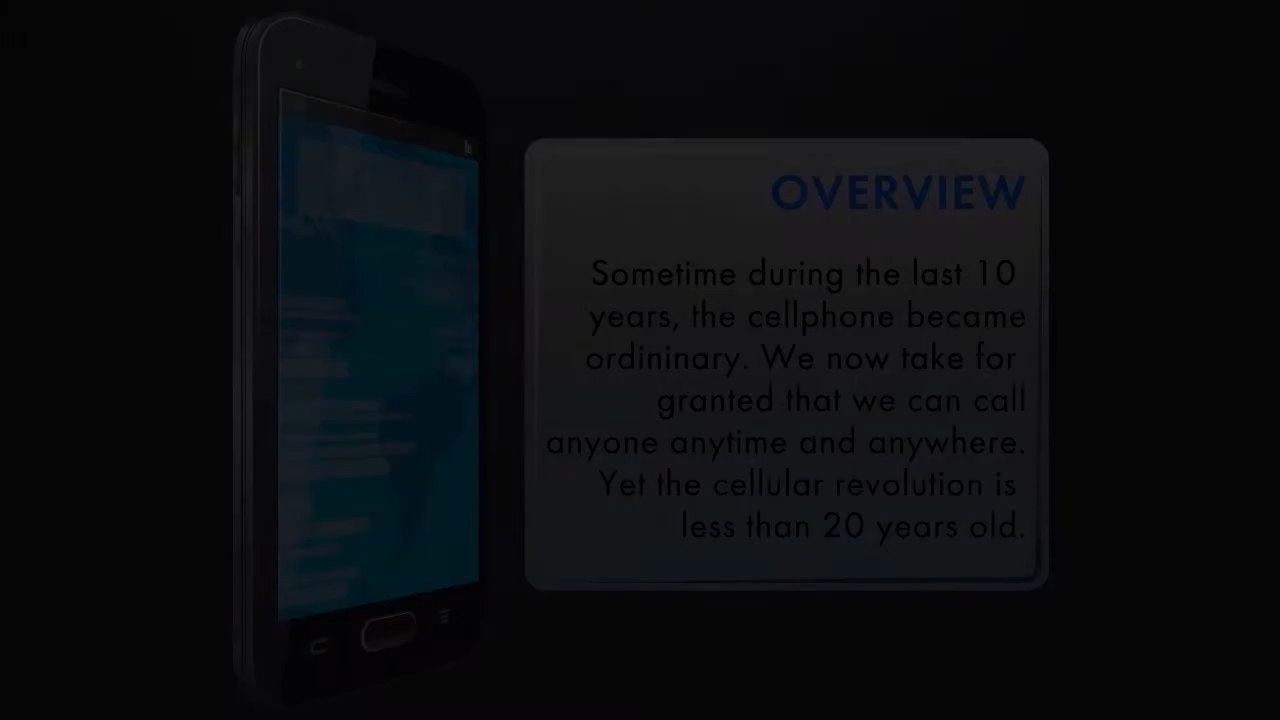 OVERVIEW
Sometime during the last 10
years, the cellphone became
ordininary. We now take for
granted that we can call
anyone anytime and anywhere.
Yet the cellular revolution is
less than 20 years old.